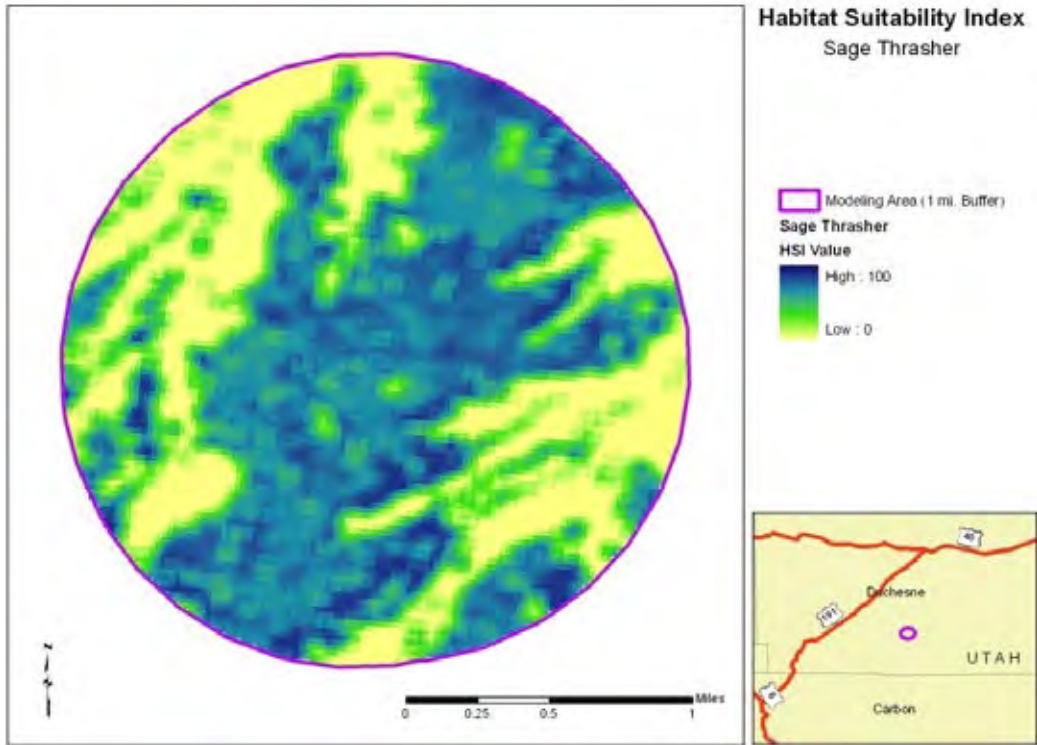 Habitat Suitability Index
Sage Thrasher
Modeling Area (1 mi. Buffer)
Sage Thrasher
HSI Value
High : 100
Low : 0
N
Miles
0 0.25 0.5 1
40
Duchesne
191
UTAH
6
Carbon